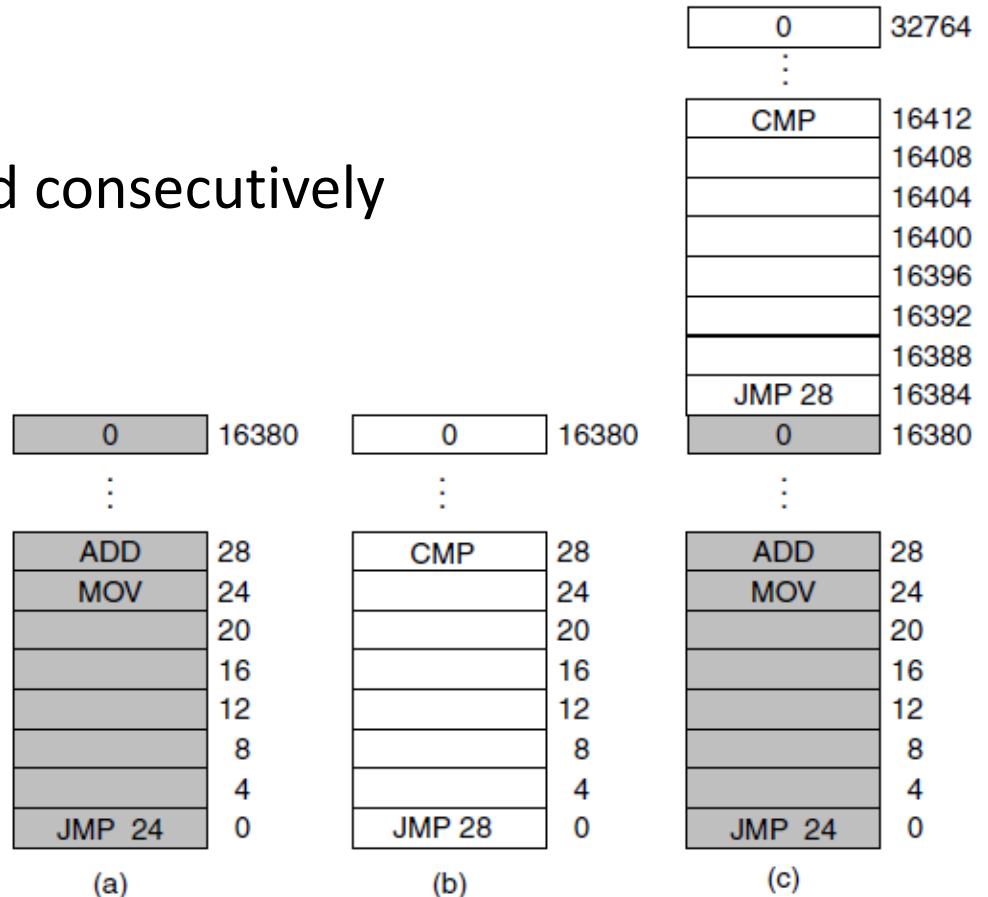 d consecutively
0 32764
⋮
CMP 16412
16408
16404
16400
16396
16392
16388
JMP 28 16384
0 16380
⋮
ADD 28
MOV 24
20
16
12
8
4
JMP 24 0
(c)
0 16380
⋮
ADD 28
MOV 24
20
16
12
8
4
JMP 24 0
(a)
0 16380
⋮
CMP 28
24
20
16
12
8
4
JMP 28 0
(b)